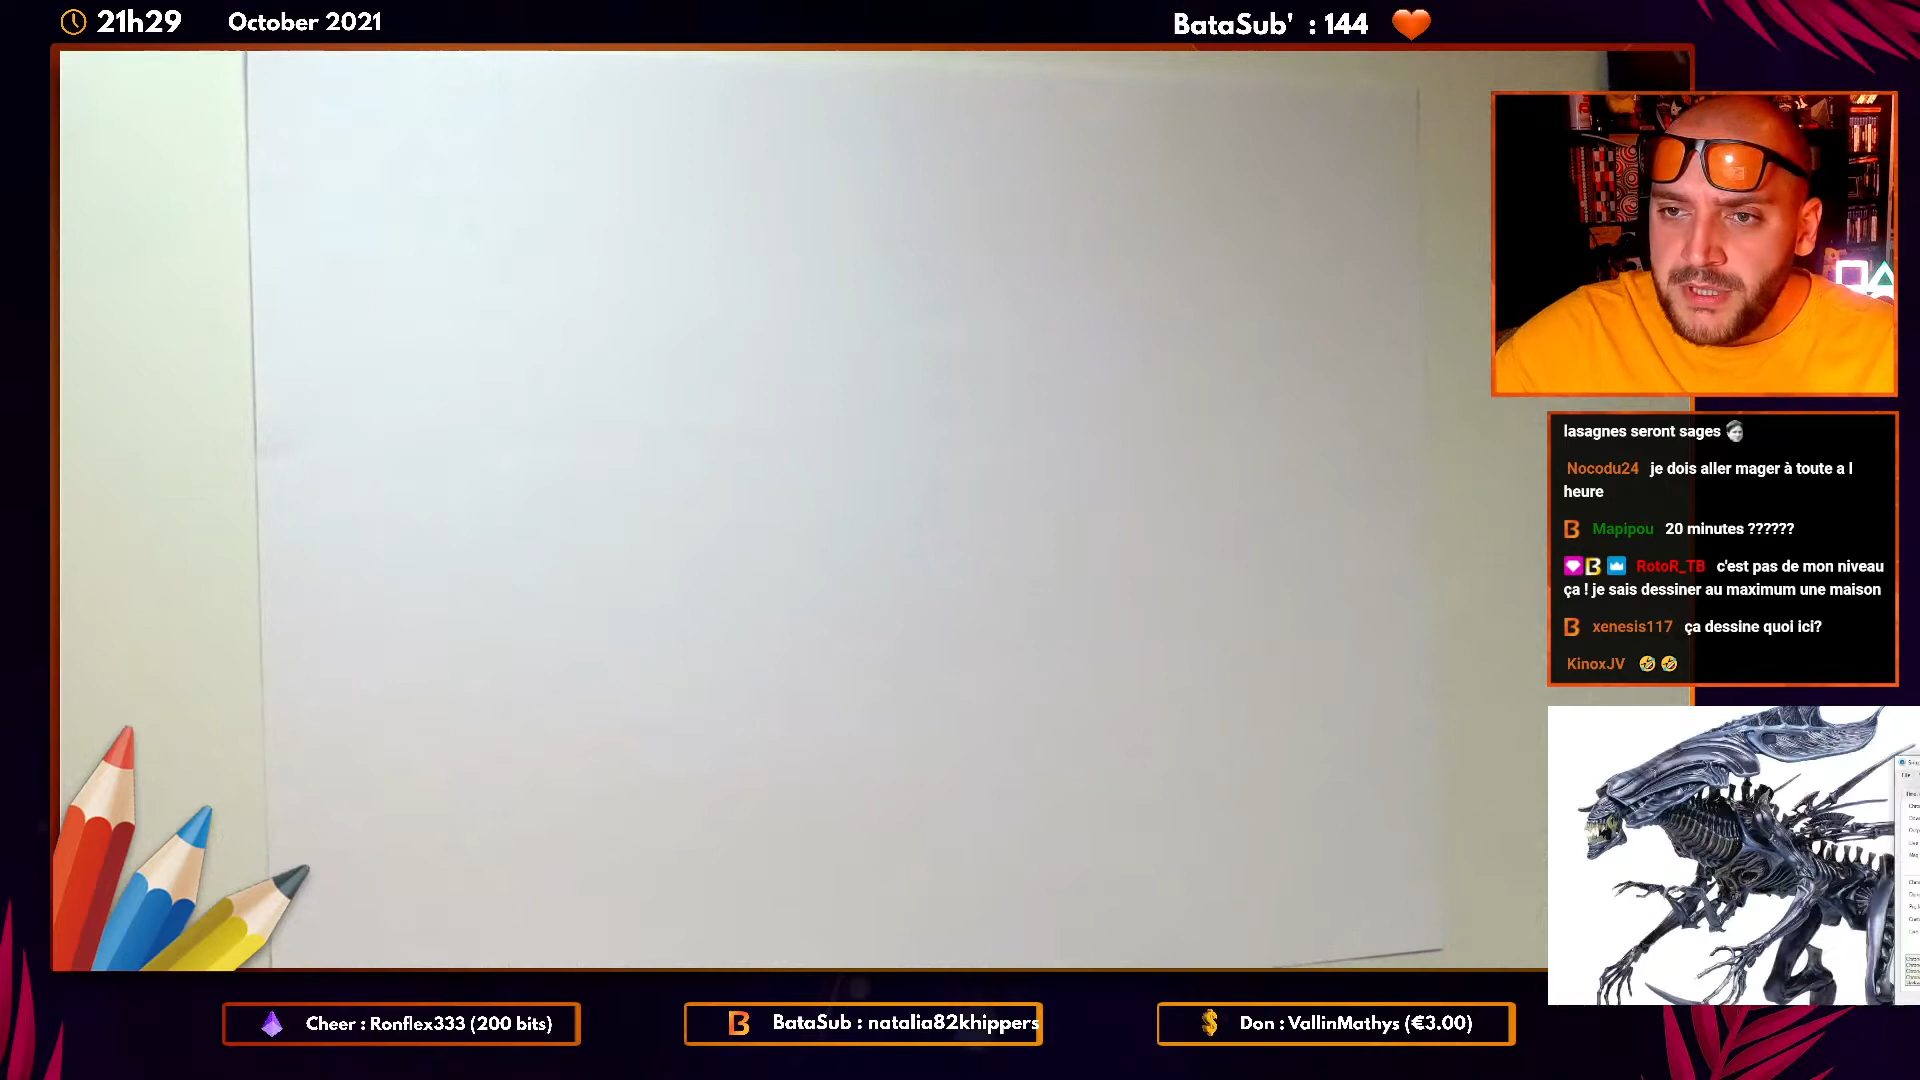 21h29
October 2021
BataSub' : 144
lasagnes seront sages
Nocodu24 je dois aller mager à toute a l
heure
Mapipou 20 minutes ??????
RotoR_TB c'est pas de mon niveau
ça ! je sais dessiner au maximum une maison
xenesis117 ça dessine quoi ici?
KinoxJV
Cheer : Ronflex333 (200 bits)
BataSub : natalia82khippers
Don : VallinMathys (€3.00)